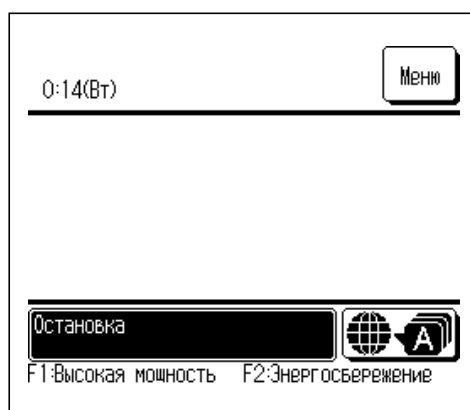 0:14(Вт)
Меню
Остановка
A
F1:Высокая мощность F2:Энергосбережение